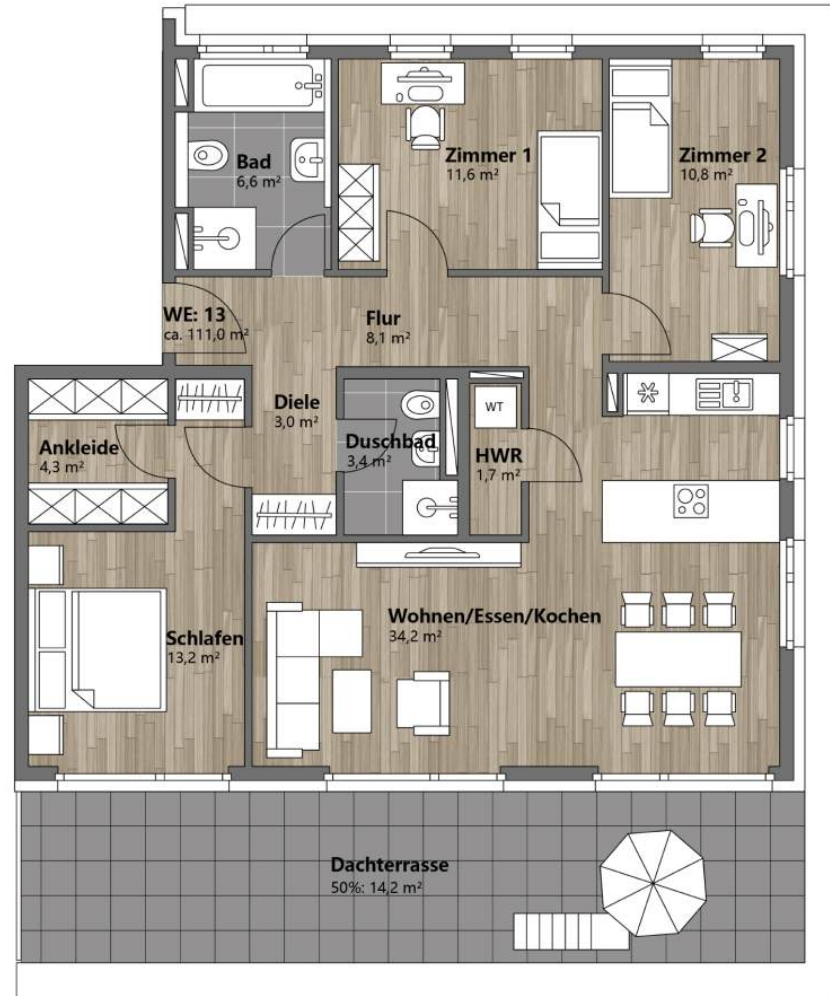 Bad
6,6 m²
Zimmer 1
11,6 m²
Zimmer 2
10,8 m²
WE: 13
ca. 111,0 m²
Flur
8,1 m²
Diele
3,0 m²
Ankleide
4,3 m²
Duschbad
3,4 m²
WT
HWR
1,7 m²
Wohnen/Essen/Kochen
34,2 m²
Schlafen
13,2 m²
Dachterrasse
50%: 14,2 m²